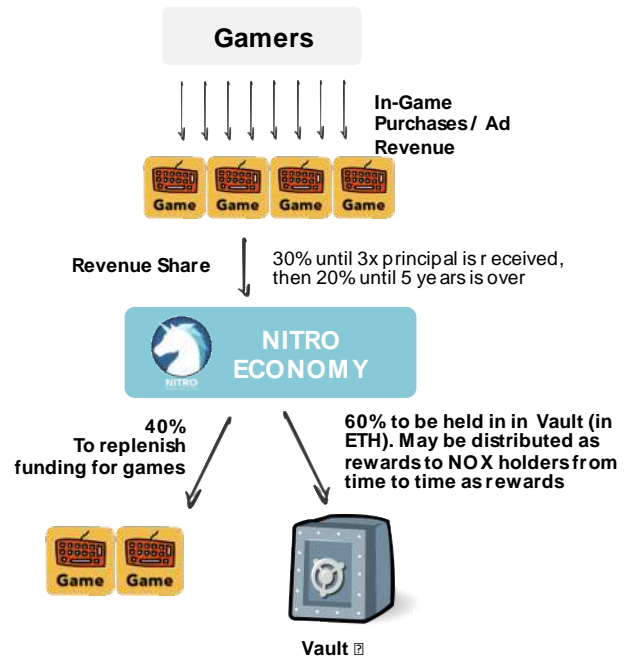 Gamers
In-Game
Purchases / Ad
Revenue
Game
Game
Game
Game
Revenue Share
30% until 3x principal is received,
then 20% until 5 years is over
NITRO
NITRO
ECONOMY
40%
To replenish
funding for games
60% to be held in in Vault (in
ETH). May be distributed as
rewards to NOX holders from
time to time as rewards
Game
Game
Vault